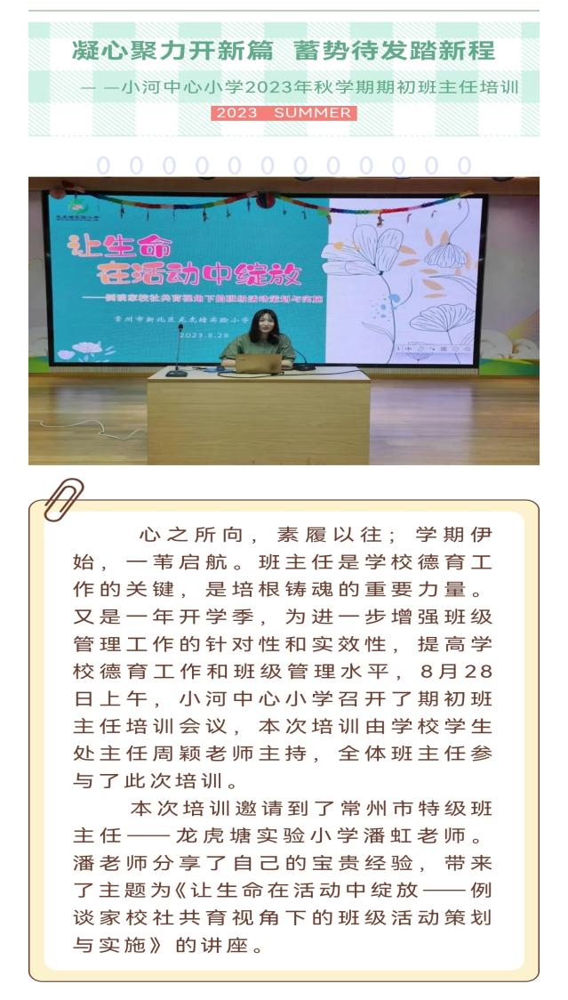 凝心聚力开新篇 蓄势待发踏新程
— —小河中心小学2023年秋学期期初班主任培训
2023 SUMMER
让生命
在活动中绽放
——例谈家校社共育视角下的班级活动策划与实施
常州市新北区龙虎塘实验小学
2023.8.28
心之所向，素履以往；学期伊
始，一苇启航。班主任是学校德育工
作的关键，是培根铸魂的重要力量。
又是一年开学季，为进一步增强班级
管理工作的针对性和实效性，提高学
校德育工作和班级管理水平，8月28
日上午，小河中心小学召开了期初班
主任培训会议，本次培训由学校学生
处主任周颖老师主持，全体班主任参
与了此次培训。
本次培训邀请到了常州市特级班
主任——龙虎塘实验小学潘虹老师。
潘老师分享了自己的宝贵经验，带来
了主题为《让生命在活动中绽放——例
谈家校社共育视角下的班级活动策划
与实施》的讲座。